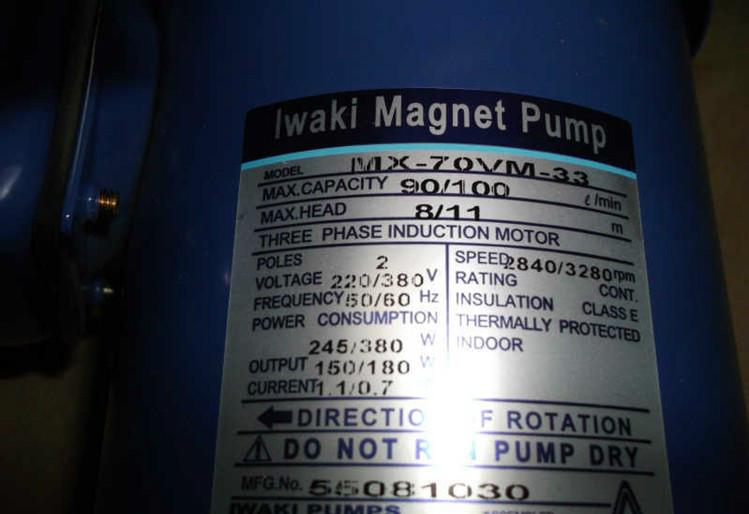 Iwaki Magnet Pump
MODEL MX-70VM-33
MAX.CAPACITY 90/100 ℓ/min
MAX.HEAD 8/11 m
THREE PHASE INDUCTION MOTOR
POLES 2
VOLTAGE 220/380 V
FREQUENCY 50/60 Hz
POWER CONSUMPTION
245/380 W
OUTPUT 150/180 W
CURRENT 1.1/0.7
SPEED 2840/3280 rpm
RATING CONT.
INSULATION CLASS E
THERMALLY PROTECTED
INDOOR
DIRECTIO F ROTATION
DO NOT R N PUMP DRY
MFG.No. 55081030
IWAKI PUMPS ASSEMBLED